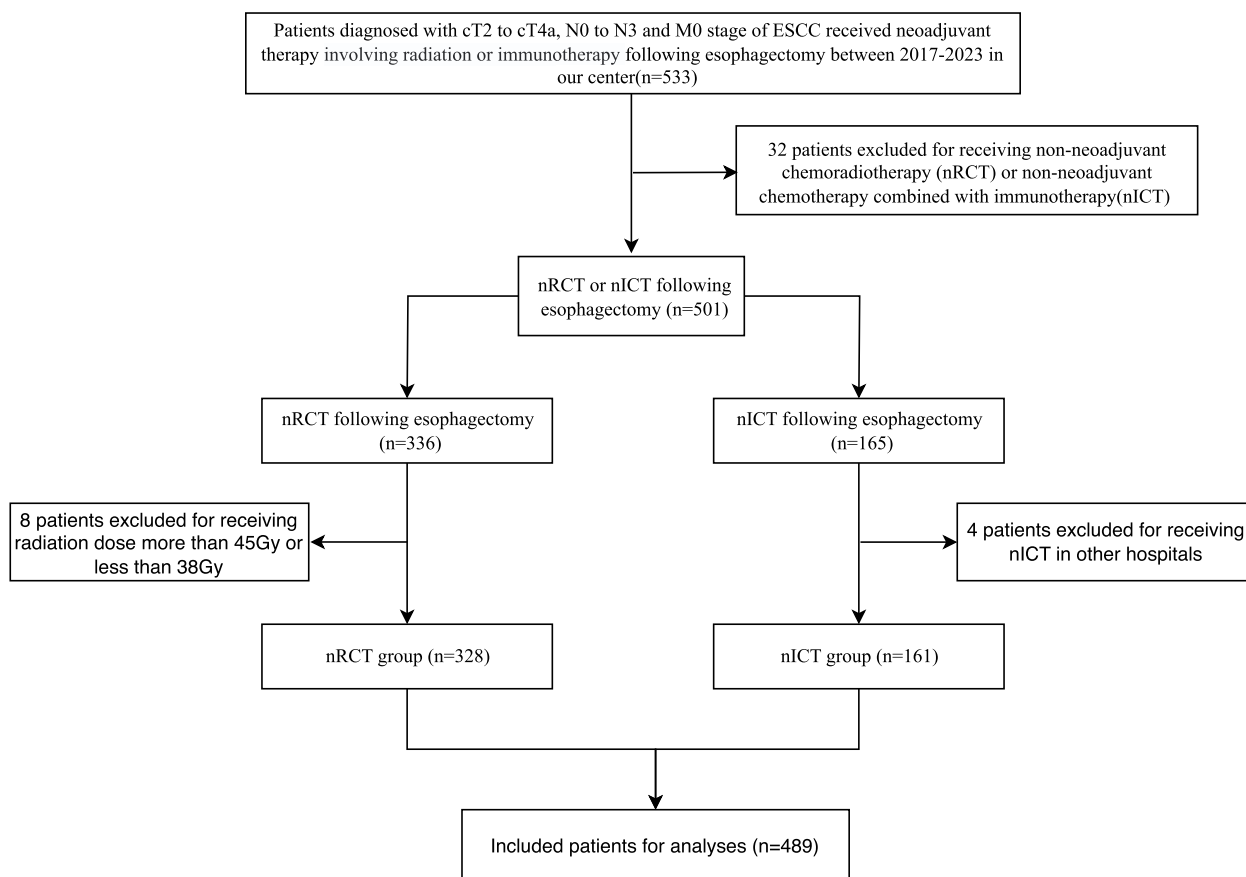 Patients diagnosed with cT2 to cT4a, N0 to N3 and M0 stage of ESCC received neoadjuvant
therapy involving radiation or immunotherapy following esophagectomy between 2017-2023 in
our center(n=533)
32 patients excluded for receiving non-neoadjuvant
chemoradiotherapy (nRCT) or non-neoadjuvant
chemotherapy combined with immunotherapy(nICT)
nRCT or nICT following
esophagectomy (n=501)
nRCT following esophagectomy
(n=336)
nICT following esophagectomy
(n=165)
8 patients excluded for receiving
radiation dose more than 45Gy or
less than 38Gy
4 patients excluded for receiving
nICT in other hospitals
nRCT group (n=328)
nICT group (n=161)
Included patients for analyses (n=489)